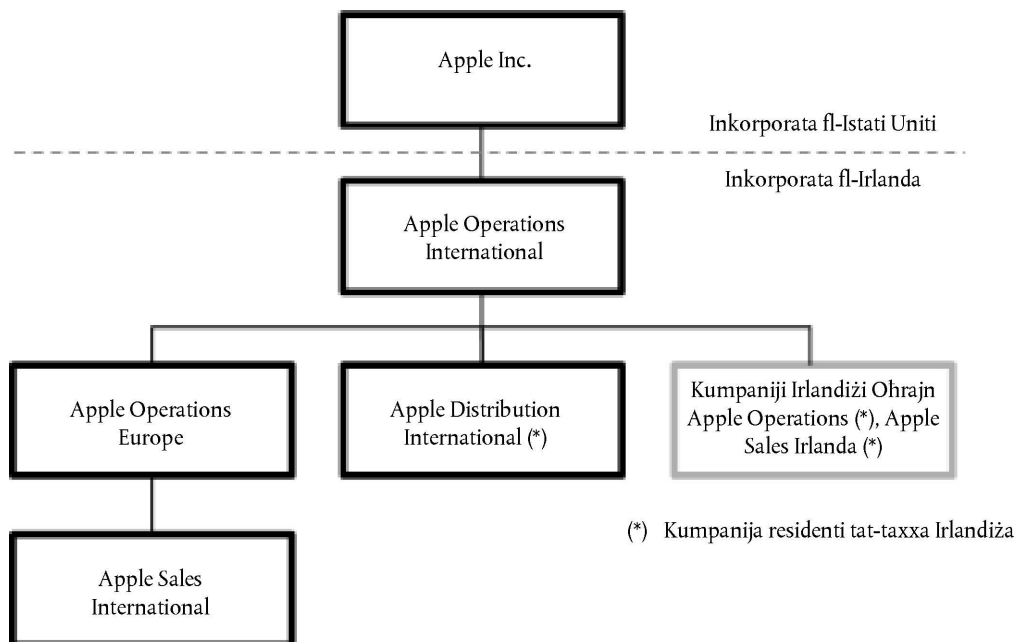 Apple Inc.
Inkorporata fl-Istati Uniti
Inkorporata fl-Irlanda
Apple Operations
International
Apple Operations
Europe
Apple Distribution
International (*)
Kumpaniji Irlandiżi Oħrajn
Apple Operations (*), Apple
Sales Irlanda (*)
(*) Kumpanija residenti tat-taxxa Irlandiża
Apple Sales
International